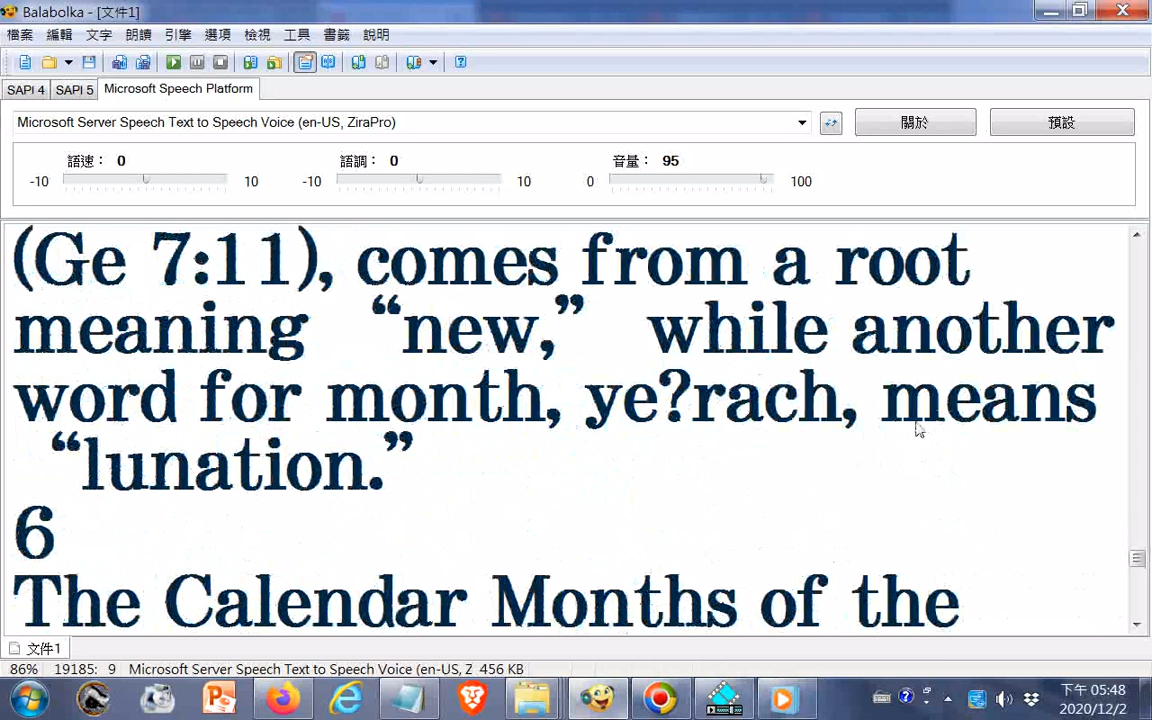 Balabolka - [文件1]
檔案 編輯 文字 朗讀 引擎 選項 檢視 工具 書籤 說明
SAPI 4 SAPI 5 Microsoft Speech Platform
Microsoft Server Speech Text to Speech Voice (en-US, ZiraPro) 關於 預設
語速： 0 語調： 0 音量： 95
-10 10 -10 10 0 100
(Ge 7:11), comes from a root
meaning “new,” while another
word for month, ye?rach, means
“lunation.”
6
The Calendar Months of the
文件1
86% 19185: 9 Microsoft Server Speech Text to Speech Voice (en-US, Z 456 KB
下午 05:48
2020/12/2